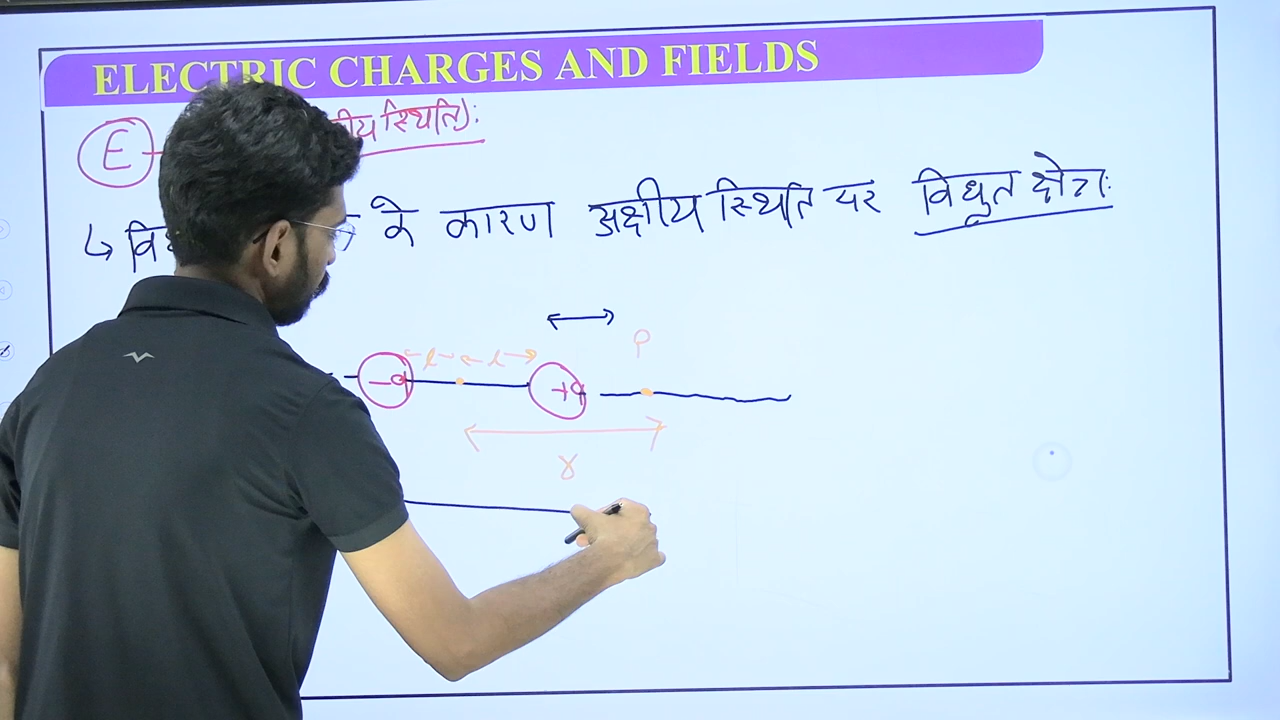 ELECTRIC CHARGES AND FIELDS
E
ीय स्थिति):
↳ के कारण अक्षीय स्थिति पर विधुत क्षेत्र:
P
l l
-q +q
r